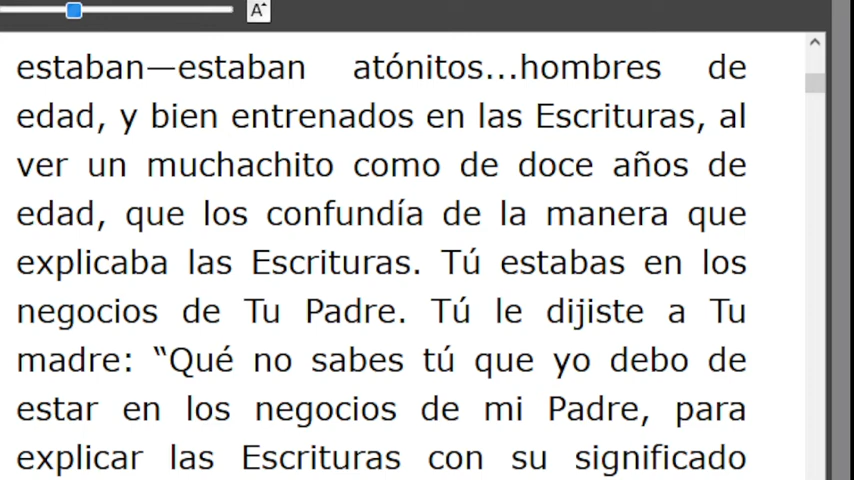 A
estaban—estaban atónitos...hombres de
edad, y bien entrenados en las Escrituras, al
ver un muchachito como de doce años de
edad, que los confundía de la manera que
explicaba las Escrituras. Tú estabas en los
negocios de Tu Padre. Tú le dijiste a Tu
madre: “Qué no sabes tú que yo debo de
estar en los negocios de mi Padre, para
explicar las Escrituras con su significado